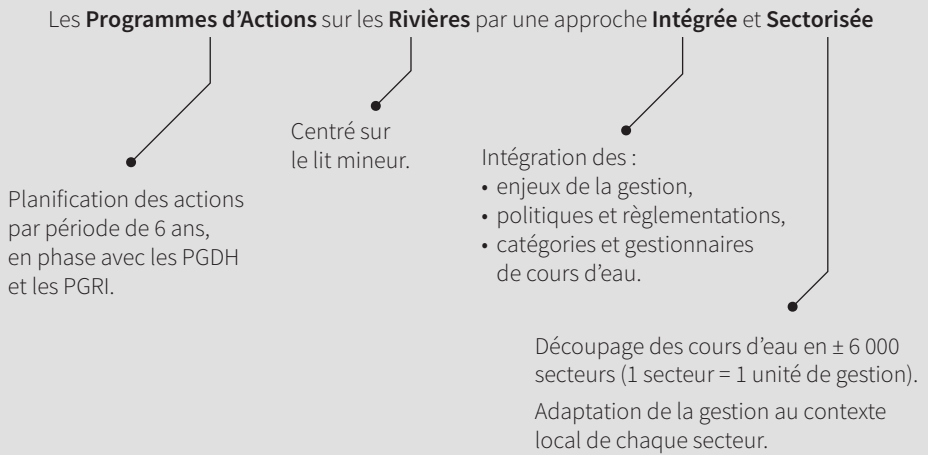 Les Programmes d’Actions sur les Rivières par une approche Intégrée et Sectorisée
Planification des actions
par période de 6 ans,
en phase avec les PGDH
et les PGRI.
Centré sur
le lit mineur.
Intégration des :
• enjeux de la gestion,
• politiques et règlementations,
• catégories et gestionnaires
de cours d'eau.
Découpage des cours d'eau en ± 6 000
secteurs (1 secteur = 1 unité de gestion).
Adaptation de la gestion au contexte
local de chaque secteur.